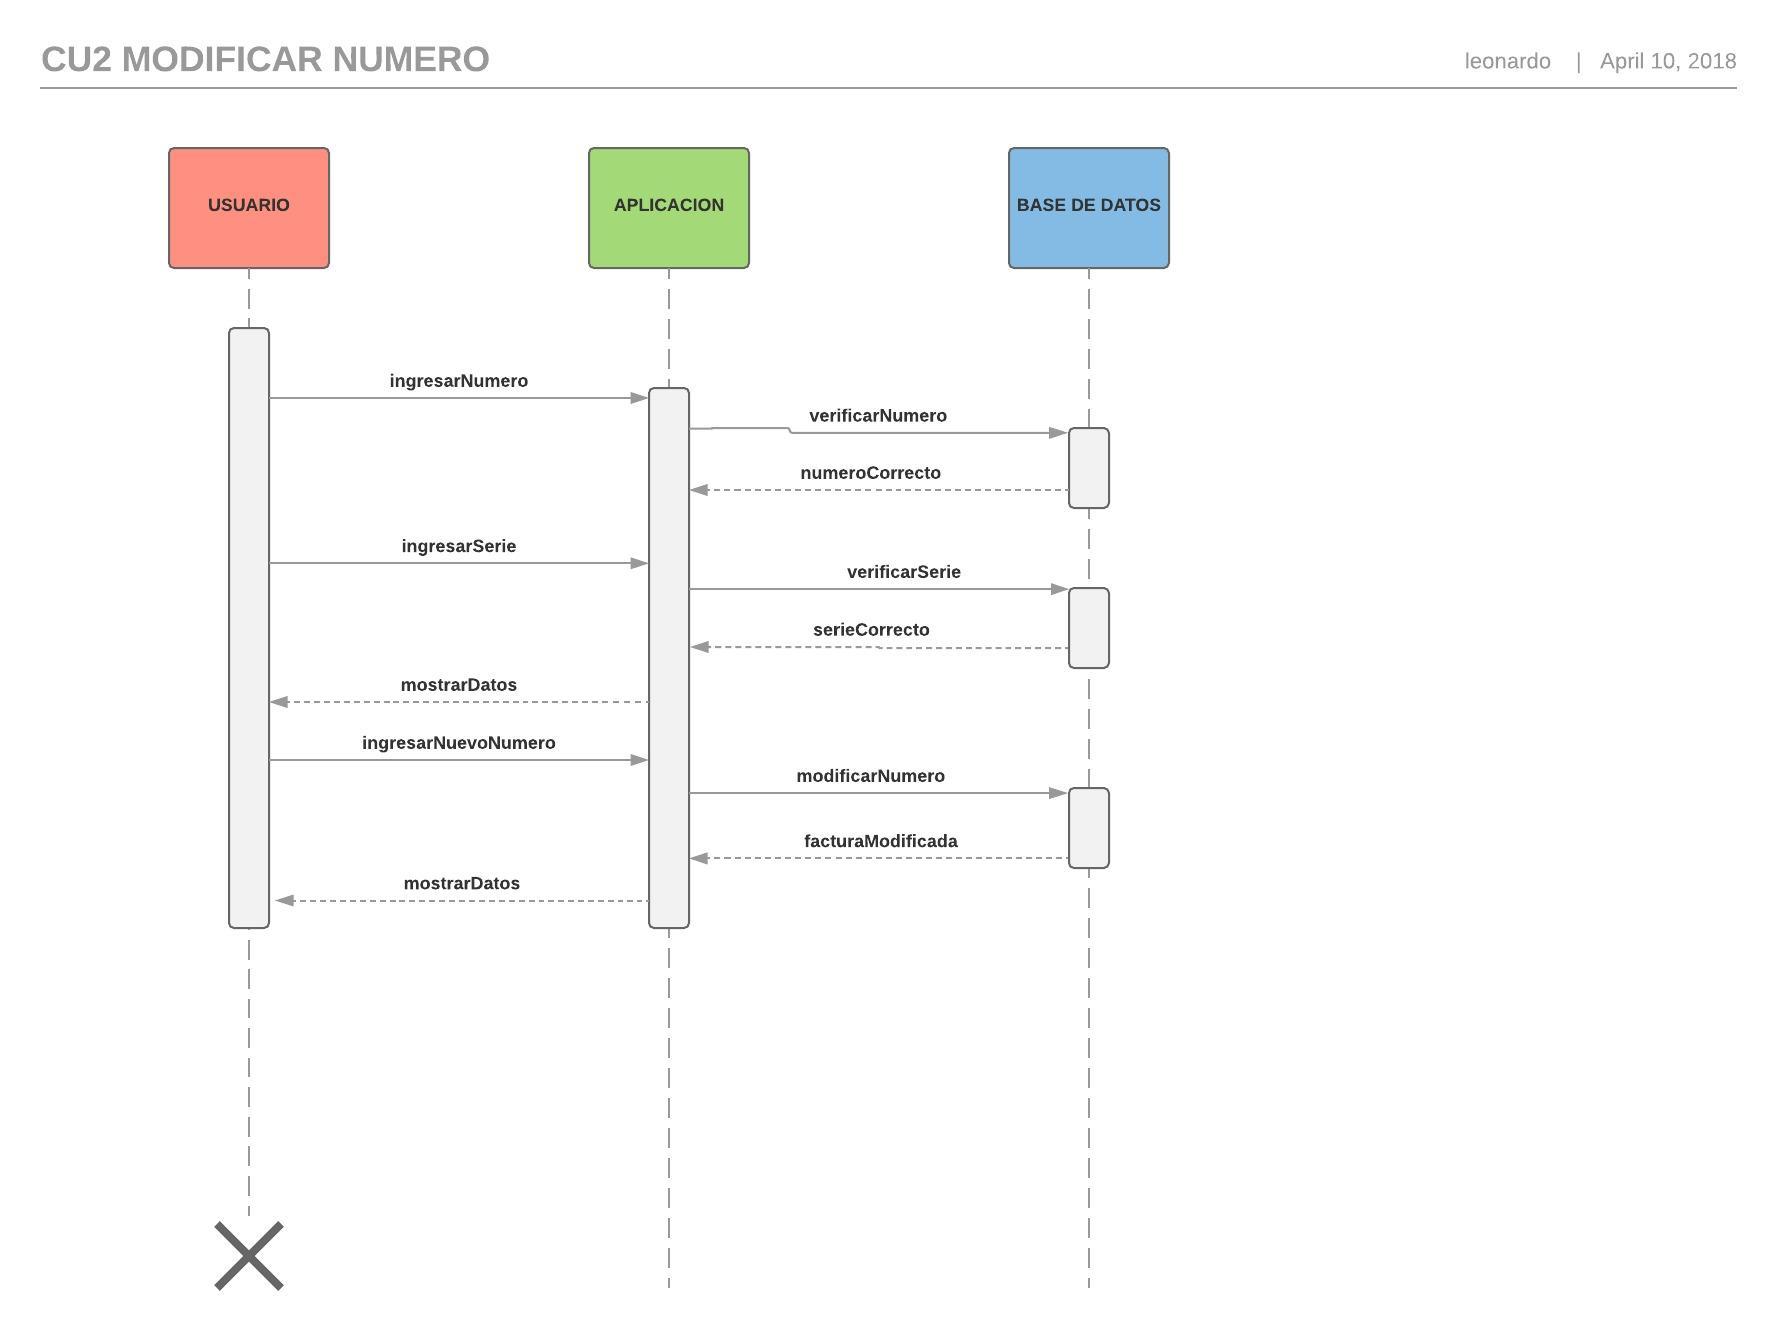 CU2 MODIFICAR NUMERO
leonardo | April 10, 2018
USUARIO
APLICACION
BASE DE DATOS
ingresarNumero
verificarNumero
numeroCorrecto
ingresarSerie
verificarSerie
serieCorrecto
mostrarDatos
ingresarNuevoNumero
modificarNumero
facturaModificada
mostrarDatos